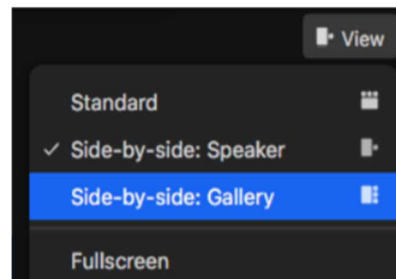 View
Standard
Side-by-side: Speaker
Side-by-side: Gallery
Fullscreen